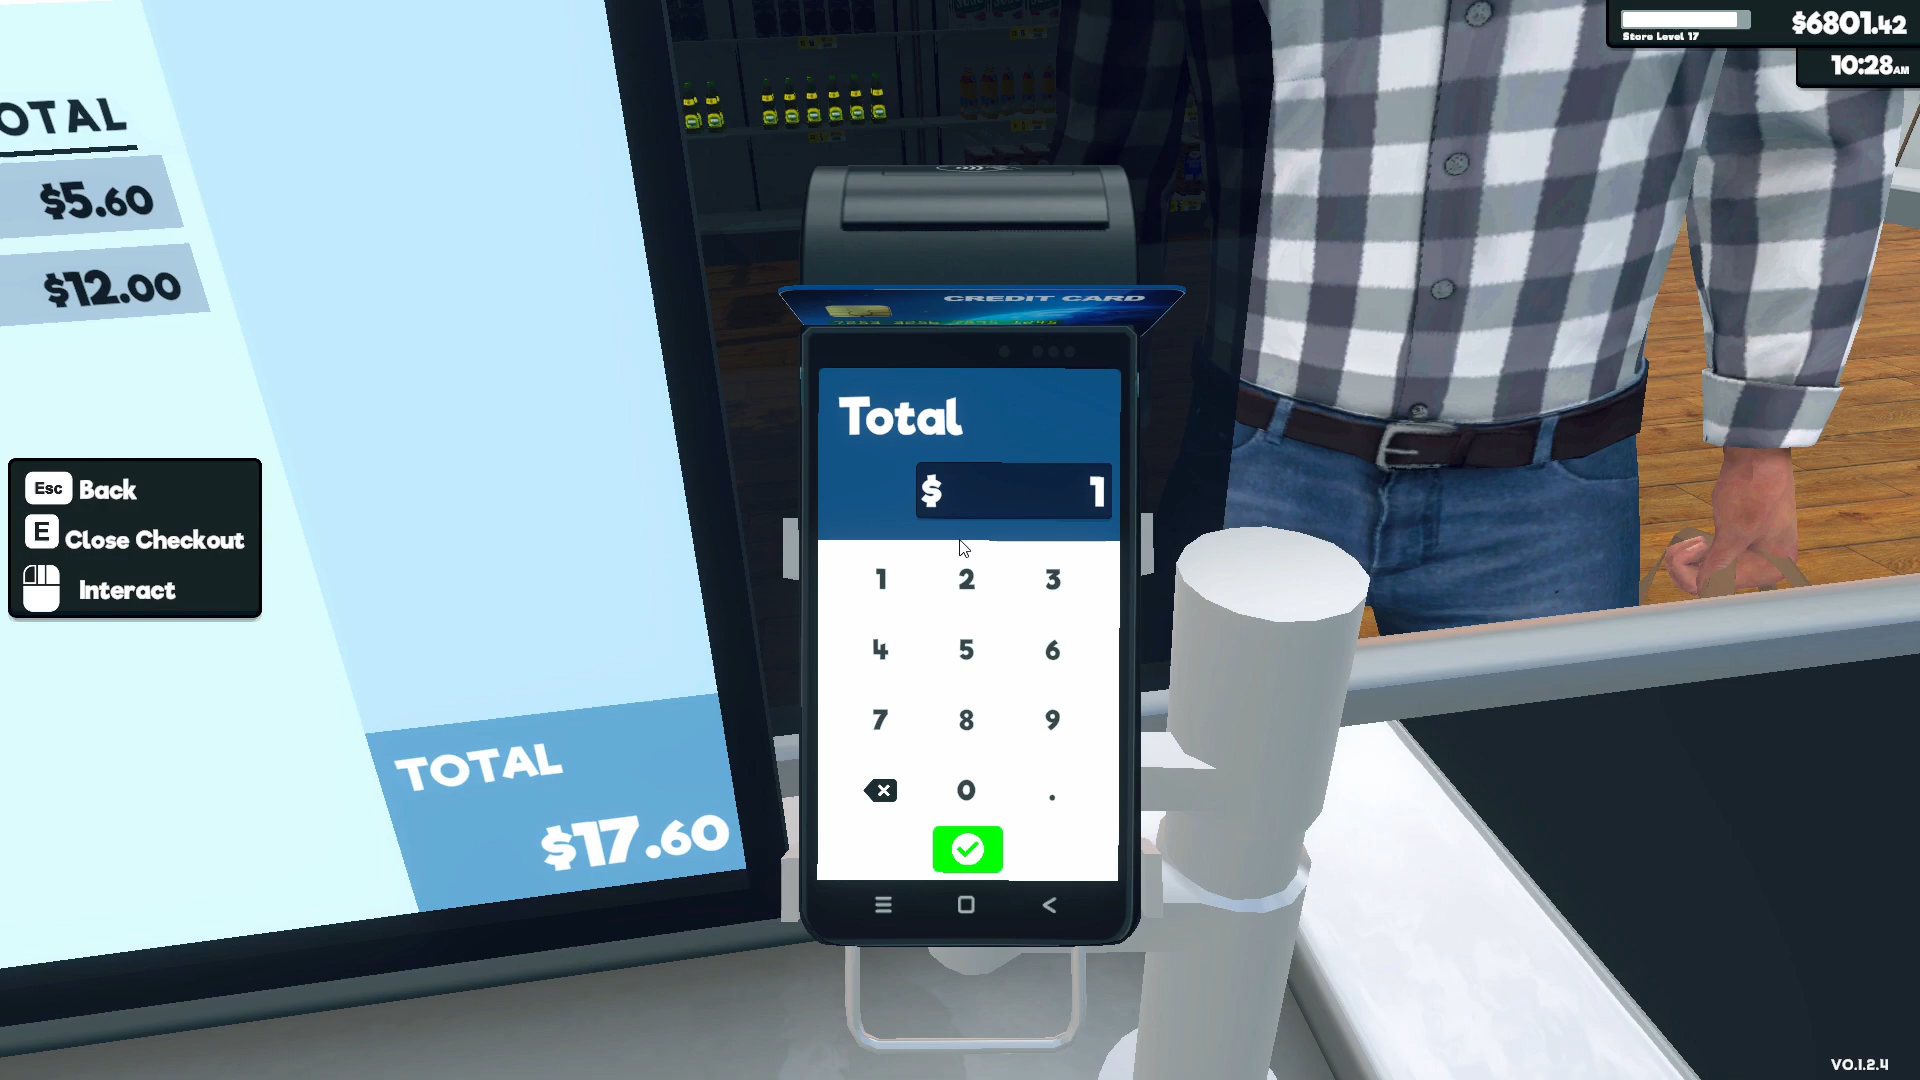 OTAL
$5.60
$12.00
TOTAL
$17.60
Esc Back
E Close Checkout
Interact
CREDIT CARD
Total
$ 1
1 2 3
4 5 6
7 8 9
0 .
Store Level 17
$6801.42
10:28AM
V0.1.2.4